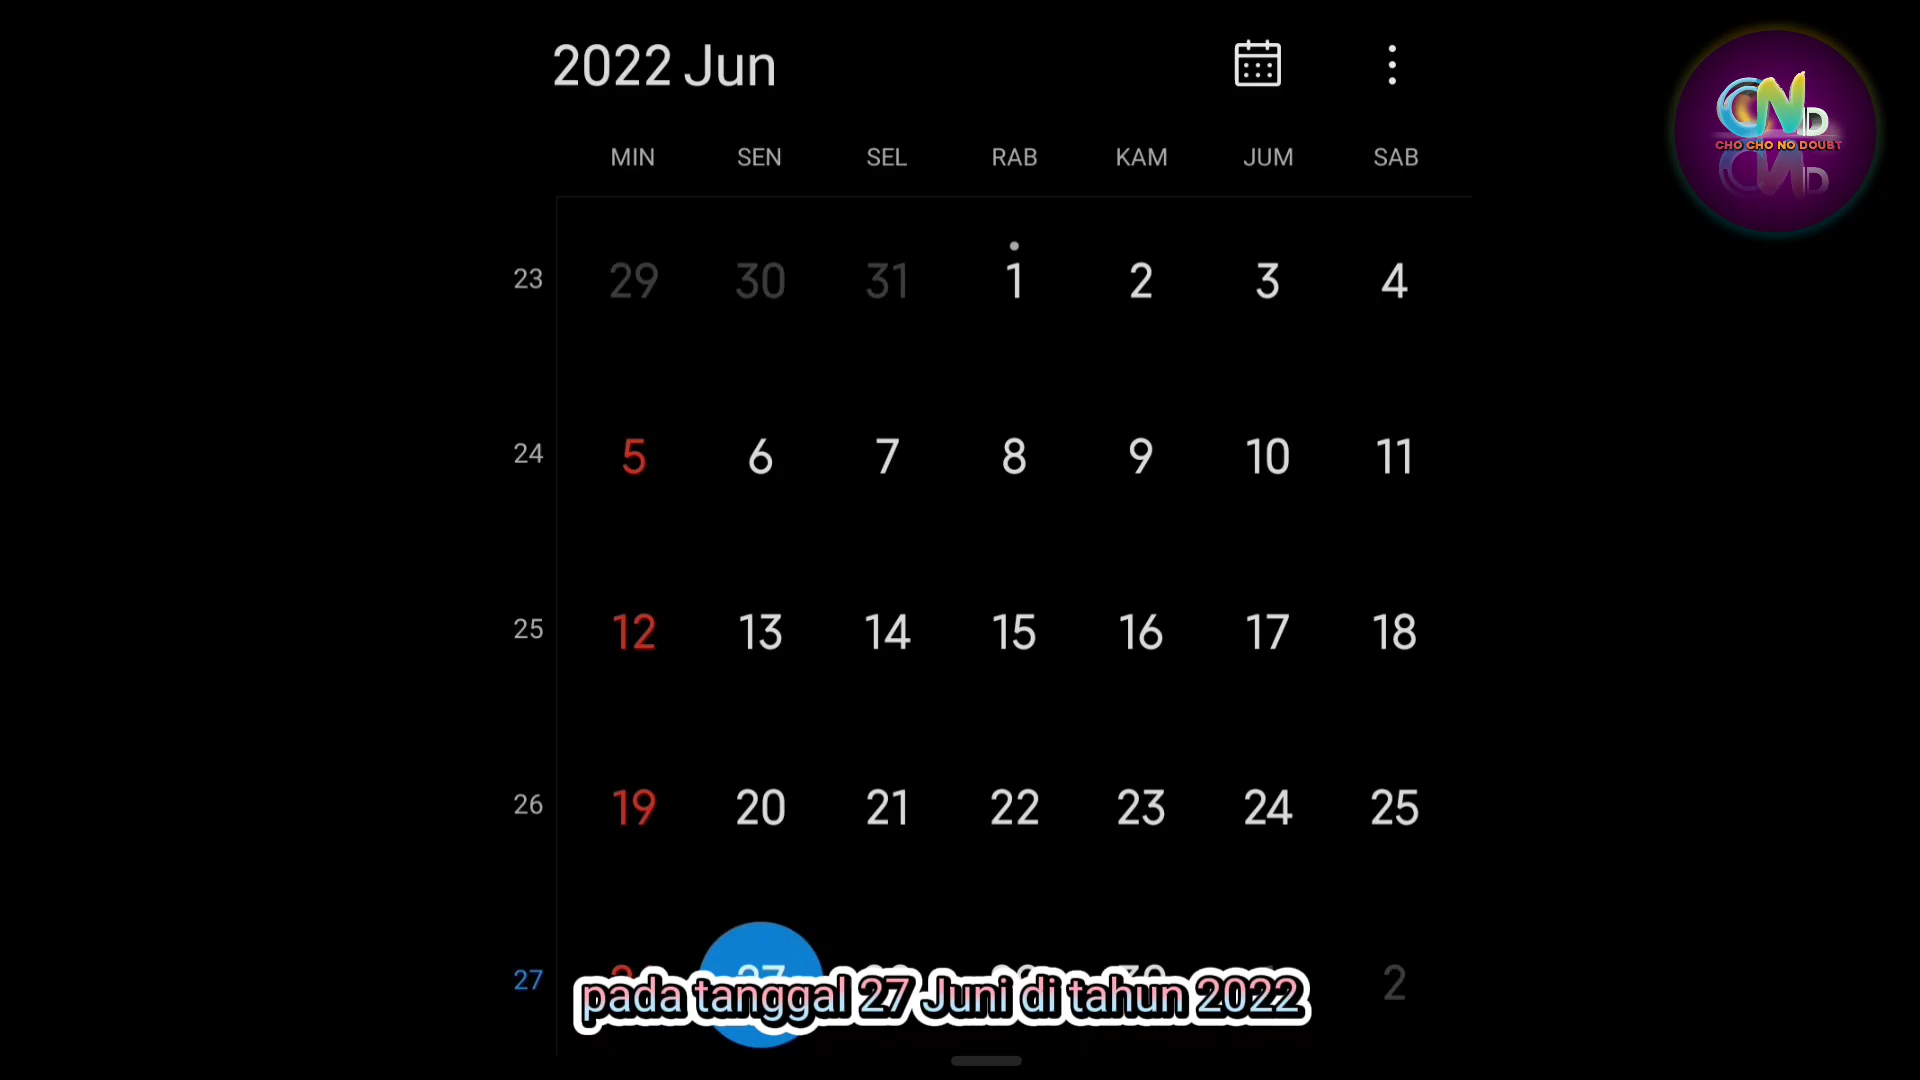 2022 Jun
CND
CHO CHO NO DOUBT
MIN SEN SEL RAB KAM JUM SAB
23 29 30 31 1 2 3 4
24 5 6 7 8 9 10 11
25 12 13 14 15 16 17 18
26 19 20 21 22 23 24 25
27 27 2
pada tanggal 27 Juni di tahun 2022